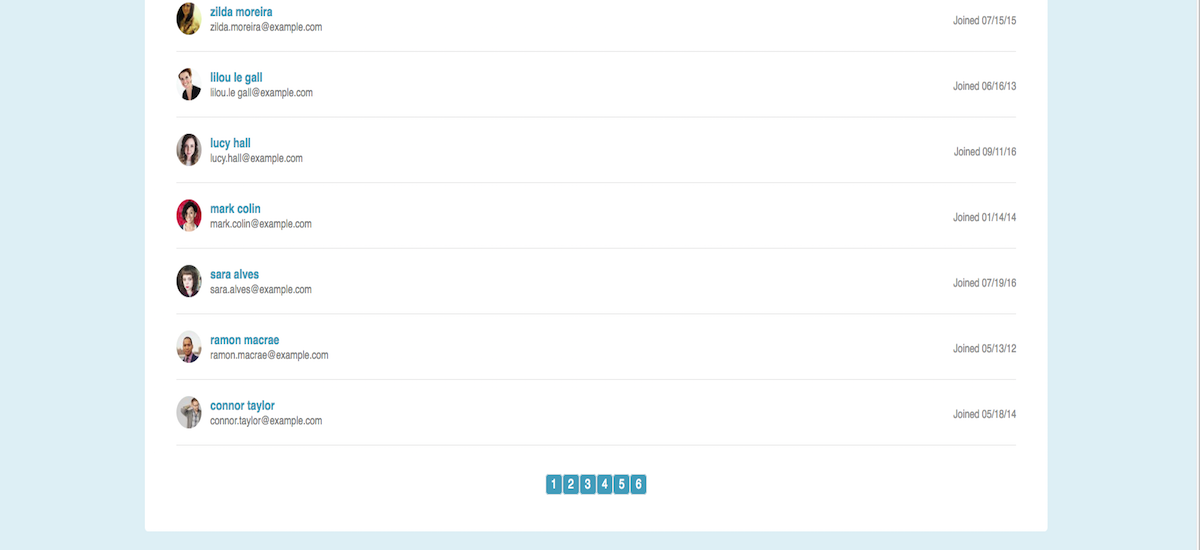 zilda moreira
zilda.moreira@example.com
Joined 07/15/15
lilou le gall
lilou.le gall@example.com
Joined 06/16/13
lucy hall
lucy.hall@example.com
Joined 09/11/16
mark colin
mark.colin@example.com
Joined 01/14/14
sara alves
sara.alves@example.com
Joined 07/19/16
ramon macrae
ramon.macrae@example.com
Joined 05/13/12
connor taylor
connor.taylor@example.com
Joined 05/18/14
1 2 3 4 5 6